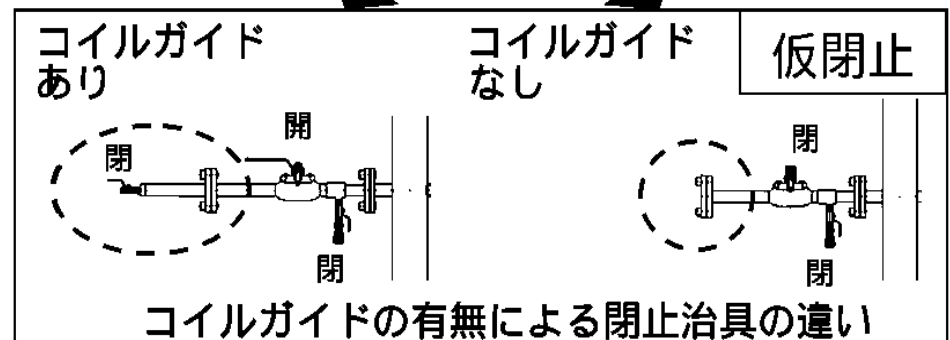 コイルガイド
あり
コイルガイド
なし
仮閉止
開
閉
閉
閉
閉
コイルガイドの有無による閉止治具の違い